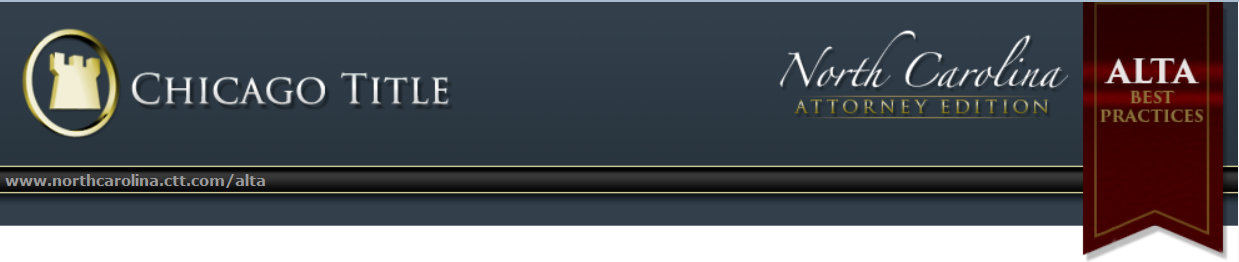 CHICAGO TITLE
North Carolina
ATTORNEY EDITION
ALTA
BEST
PRACTICES
www.northcarolina.ctt.com/alta